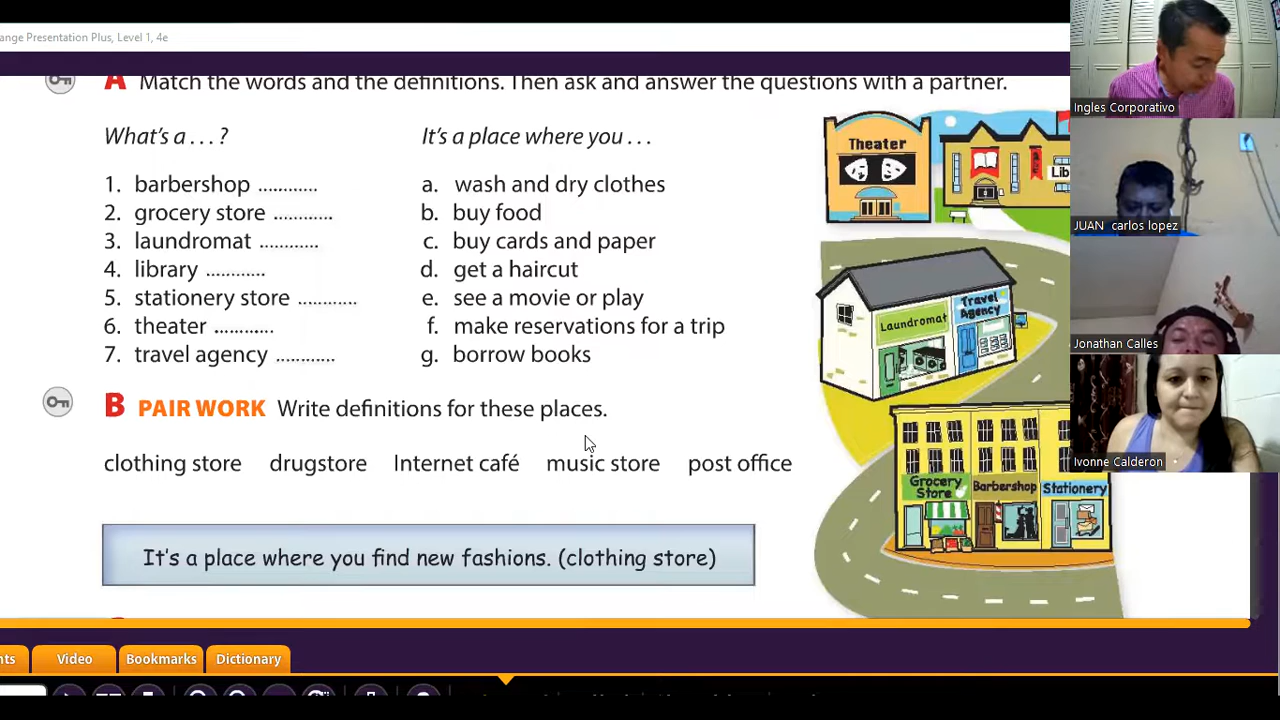 ange Presentation Plus, Level 1, 4e
A Match the words and the definitions. Then ask and answer the questions with a partner.
What's a . . . ?
It's a place where you . . .
1. barbershop ............
2. grocery store ............
3. laundromat ............
4. library ............
5. stationery store ............
6. theater ............
7. travel agency ............
a. wash and dry clothes
b. buy food
c. buy cards and paper
d. get a haircut
e. see a movie or play
f. make reservations for a trip
g. borrow books
B PAIR WORK Write definitions for these places.
clothing store drugstore Internet café music store post office
It's a place where you find new fashions. (clothing store)
Theater
Lib
Laundromat
Travel
Agency
Grocery
Store
Barbershop
Stationery
Ingles Corporativo
JUAN carlos lopez
Jonathan Calles
Ivonne Calderon
nts
Video
Bookmarks
Dictionary